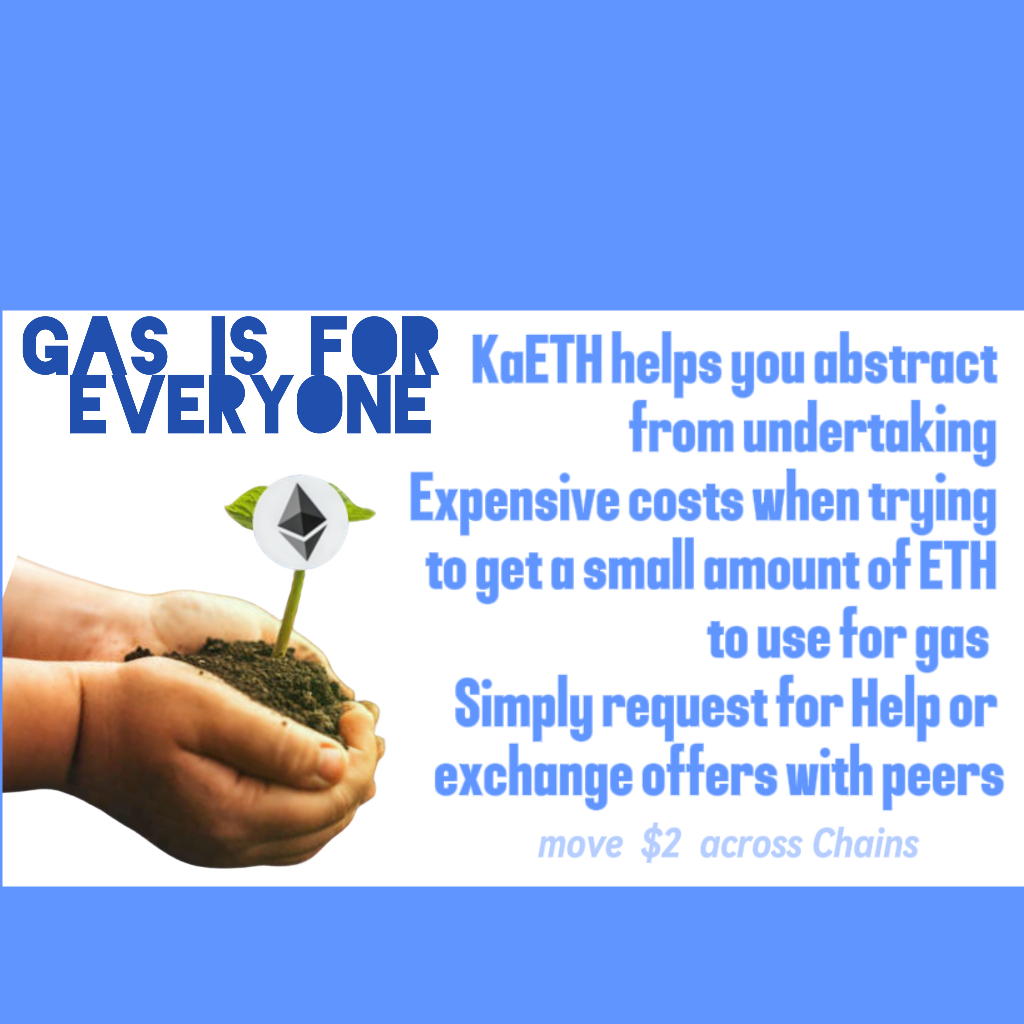 GAS IS FOR
EVERYONE
KaETH helps you abstract
from undertaking
Expensive costs when trying
to get a small amount of ETH
to use for gas
Simply request for Help or
exchange offers with peers
move $2 across Chains